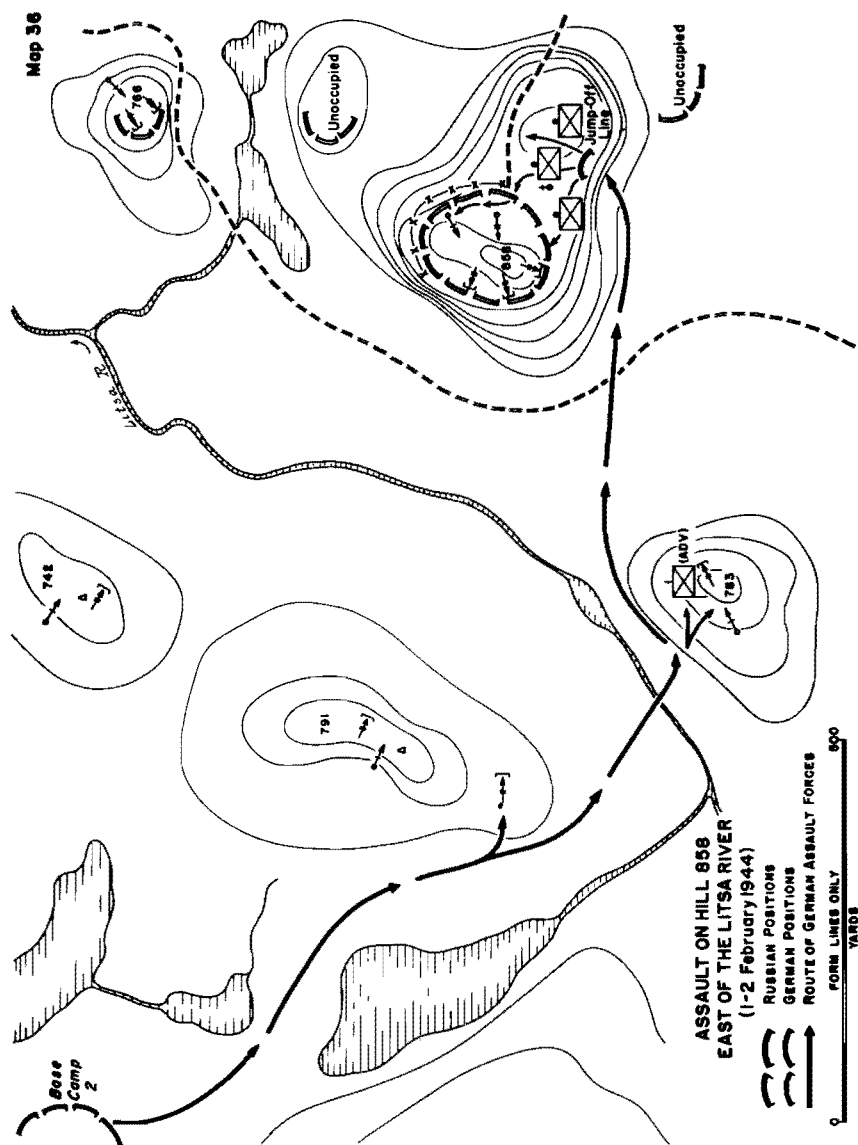 Map 36
766
Unoccupied
Unoccupied
Jump-Off
Line
858
Litsa R
742
791
(ADV)
783
Base
Camp
2
ASSAULT ON HILL 858
EAST OF THE LITSA RIVER
(1-2 February 1944)
RUSSIAN POSITIONS
GERMAN POSITIONS
ROUTE OF GERMAN ASSAULT FORCES
FORM LINES ONLY
0
500
YARDS